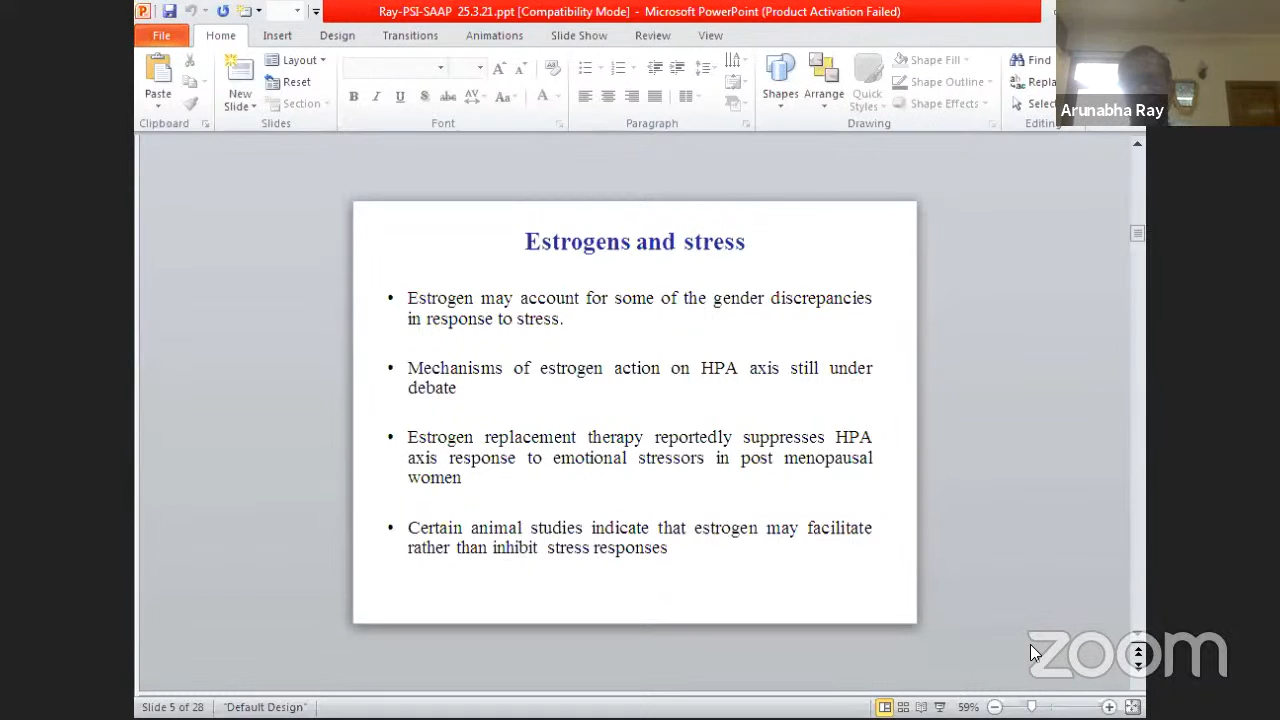 Ray-PSI-SAAP 25.3.21.ppt [Compatibility Mode] - Microsoft PowerPoint (Product Activation Failed)
File Home Insert Design Transitions Animations Slide Show Review View
Paste
New
Slide
Layout
Reset
Section
Shapes
Arrange
Quick
Styles
Shape Fill
Shape Outline
Shape Effects
Find
Repla
Selec
Clipboard Slides Font Paragraph Drawing Editing
Arunabha Ray
Estrogens and stress
• Estrogen may account for some of the gender discrepancies
in response to stress.
• Mechanisms of estrogen action on HPA axis still under
debate
• Estrogen replacement therapy reportedly suppresses HPA
axis response to emotional stressors in post menopausal
women
• Certain animal studies indicate that estrogen may facilitate
rather than inhibit stress responses
zoom
Slide 5 of 28 "Default Design" 59%